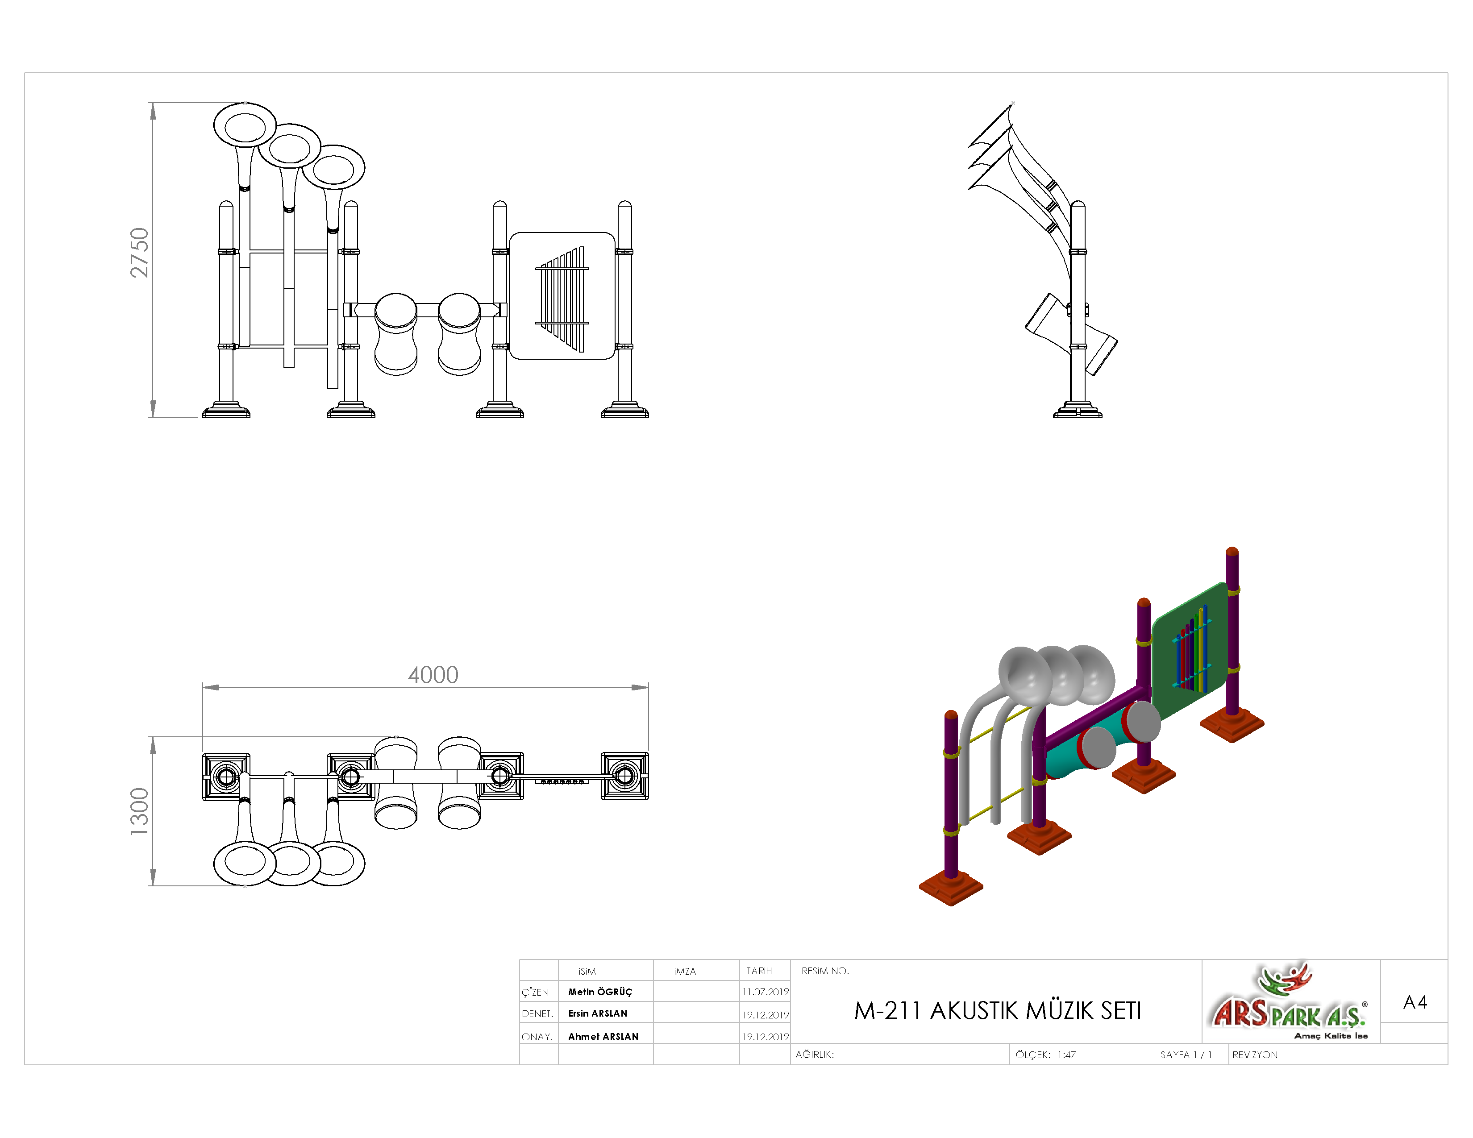 2750
4000
1300
İSİM
İMZA
TARİH
RESİM NO.
ÇİZEN.
Metin ÖGRÜÇ
11.07.2019
DENET.
Ersin ARSLAN
19.12.2019
ONAY.
Ahmet ARSLAN
19.12.2019
M-211 AKUSTIK MÜZIK SETI
ARSPARK A.Ş.®
Amaç Kalite İse
A4
AĞIRLIK:
ÖLÇEK: 1:47
SAYFA 1 / 1
REVİZYON